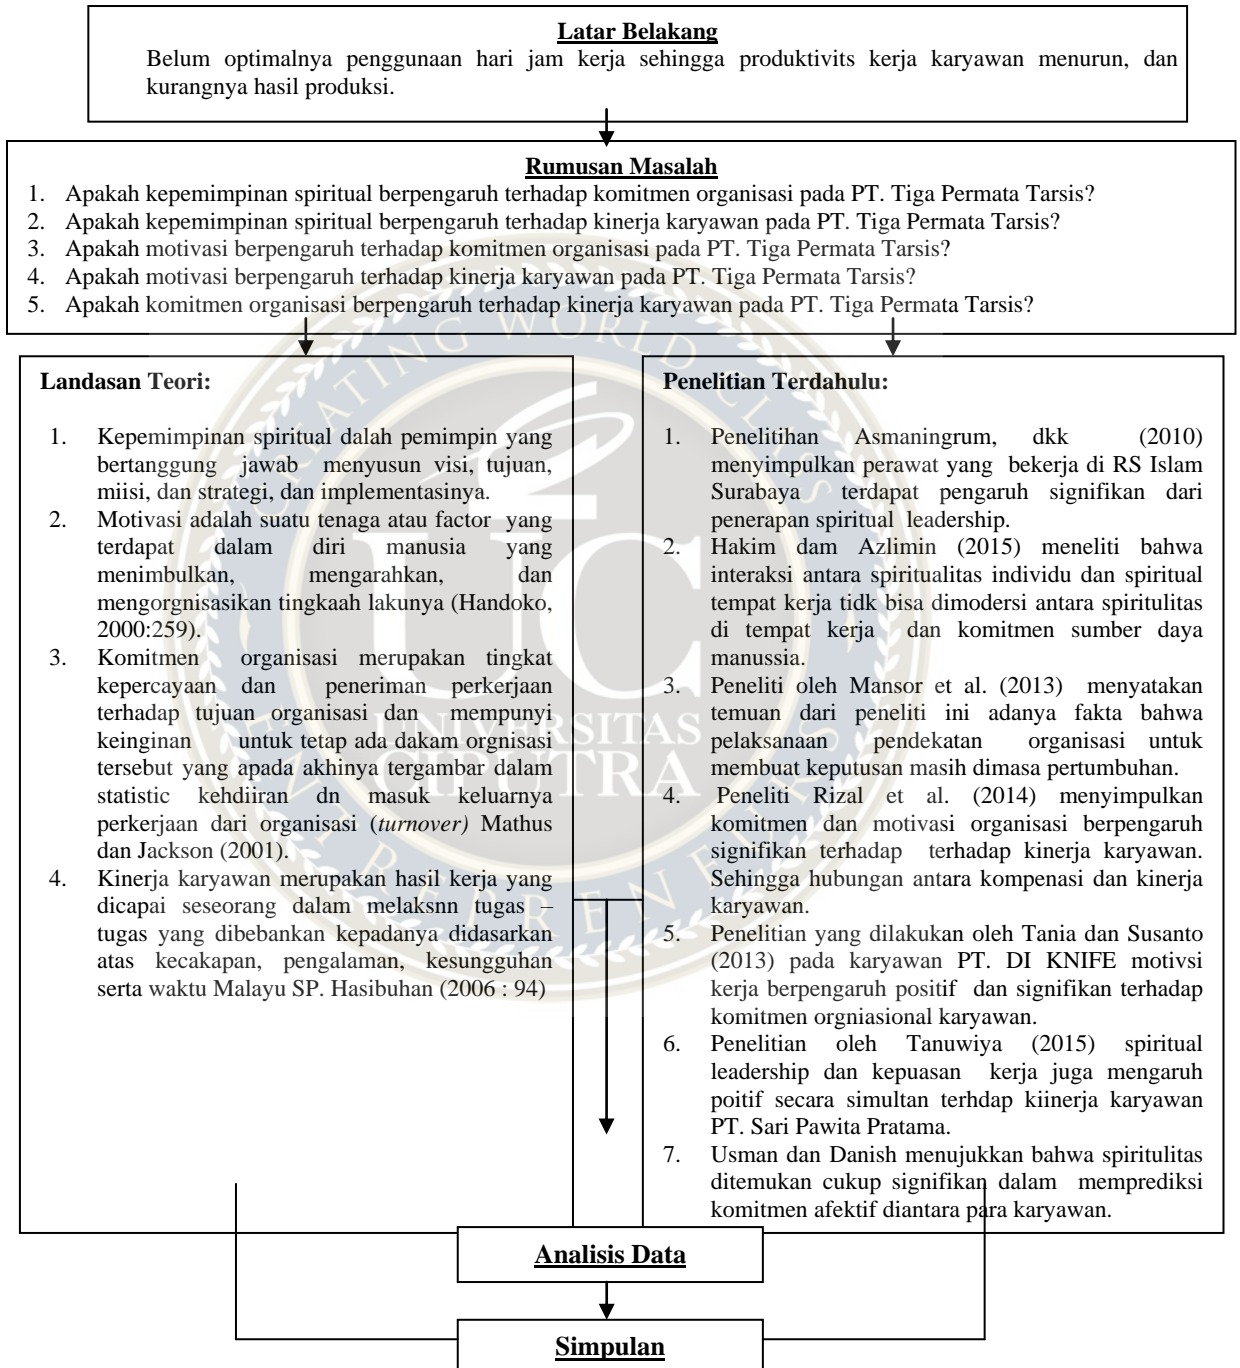 Latar Belakang
Belum optimalnya penggunaan hari jam kerja sehingga produktivits kerja karyawan menurun, dan
kurangnya hasil produksi.
Rumusan Masalah
1. Apakah kepemimpinan spiritual berpengaruh terhadap komitmen organisasi pada PT. Tiga Permata Tarsis?
2. Apakah kepemimpinan spiritual berpengaruh terhadap kinerja karyawan pada PT. Tiga Permata Tarsis?
3. Apakah motivasi berpengaruh terhadap komitmen organisasi pada PT. Tiga Permata Tarsis?
4. Apakah motivasi berpengaruh terhadap kinerja karyawan pada PT. Tiga Permata Tarsis?
5. Apakah komitmen organisasi berpengaruh terhadap kinerja karyawan pada PT. Tiga Permata Tarsis?
Landasan Teori:
1. Kepemimpinan spiritual dalah pemimpin yang
bertanggung jawab menyusun visi, tujuan,
miisi, dan strategi, dan implementasinya.
2. Motivasi adalah suatu tenaga atau factor yang
terdapat dalam diri manusia yang
menimbulkan, mengarahkan, dan
mengorgnisasikan tingkaah lakunya (Handoko,
2000:259).
3. Komitmen organisasi merupakan tingkat
kepercayaan dan peneriman perkerjaan
terhadap tujuan organisasi dan mempunyi
keinginan untuk tetap ada dakam orgnisasi
tersebut yang apada akhinya tergambar dalam
statistic kehdiiran dn masuk keluarnya
perkerjaan dari organisasi (turnover) Mathus
dan Jackson (2001).
4. Kinerja karyawan merupakan hasil kerja yang
dicapai seseorang dalam melaksnn tugas –
tugas yang dibebankan kepadanya didasarkan
atas kecakapan, pengalaman, kesungguhan
serta waktu Malayu SP. Hasibuhan (2006 : 94)
Penelitian Terdahulu:
1. Penelitihan Asmaningrum, dkk (2010)
menyimpulkan perawat yang bekerja di RS Islam
Surabaya terdapat pengaruh signifikan dari
penerapan spiritual leadership.
2. Hakim dam Azlimin (2015) meneliti bahwa
interaksi antara spiritualitas individu dan spiritual
tempat kerja tidk bisa dimodersi antara spiritulitas
di tempat kerja dan komitmen sumber daya
manussia.
3. Peneliti oleh Mansor et al. (2013) menyatakan
temuan dari peneliti ini adanya fakta bahwa
pelaksanaan pendekatan organisasi untuk
membuat keputusan masih dimasa pertumbuhan.
4. Peneliti Rizal et al. (2014) menyimpulkan
komitmen dan motivasi organisasi berpengaruh
signifikan terhadap terhadap kinerja karyawan.
Sehingga hubungan antara kompenasi dan kinerja
karyawan.
5. Penelitian yang dilakukan oleh Tania dan Susanto
(2013) pada karyawan PT. DI KNIFE motivsi
kerja berpengaruh positif dan signifikan terhadap
komitmen orgniasional karyawan.
6. Penelitian oleh Tanuwiya (2015) spiritual
leadership dan kepuasan kerja juga mengaruh
poitif secara simultan terhdap kiinerja karyawan
PT. Sari Pawita Pratama.
7. Usman dan Danish menujukkan bahwa spiritulitas
ditemukan cukup signifikan dalam memprediksi
komitmen afektif diantara para karyawan.
Analisis Data
Simpulan
CREATING WORLD CLASS
UC
UNIVERSITAS
CIPUTRA
ENTREPRENEURS